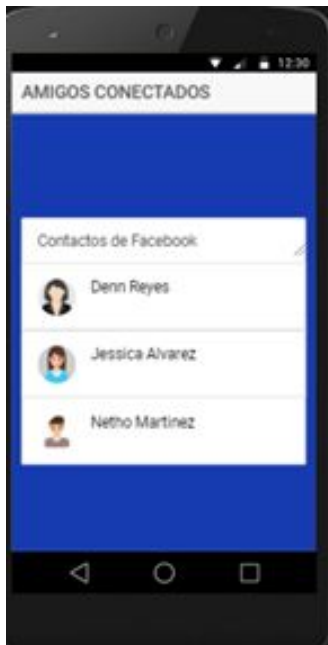 12:30
AMIGOS CONECTADOS
Contactos de Facebook
Denn Reyes
Jessica Alvarez
Netho Martinez